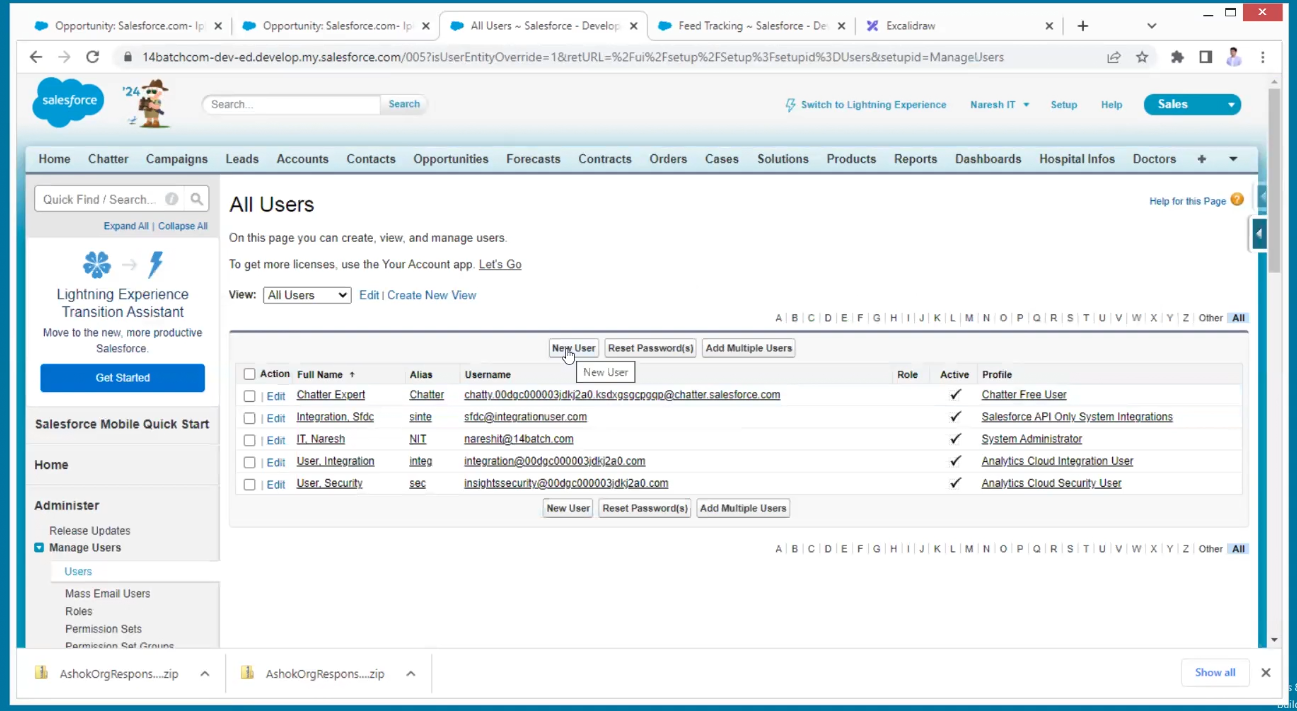 Opportunity: Salesforce.com- Ip
Opportunity: Salesforce.com- Ip
All Users ~ Salesforce - Develop
Feed Tracking ~ Salesforce - De
Excalidraw
14batchcom-dev-ed.develop.my.salesforce.com/005?isUserEntityOverride=1&retURL=%2Fui%2Fsetup%2FSetup%3Fsetupid%3DUsers&setupid=ManageUsers
salesforce
'24
Search...
Search
Switch to Lightning Experience
Naresh IT
Setup
Help
Sales
Home Chatter Campaigns Leads Accounts Contacts Opportunities Forecasts Contracts Orders Cases Solutions Products Reports Dashboards Hospital Infos Doctors +
Quick Find / Search...
Expand All | Collapse All
Lightning Experience
Transition Assistant
Move to the new, more productive
Salesforce.
Get Started
Salesforce Mobile Quick Start
Home
Administer
Release Updates
Manage Users
Users
Mass Email Users
Roles
Permission Sets
Permission Set Groups
All Users
Help for this Page ?
On this page you can create, view, and manage users.
To get more licenses, use the Your Account app. Let's Go
View: All Users Edit | Create New View
A | B | C | D | E | F | G | H | I | J | K | L | M | N | O | P | Q | R | S | T | U | V | W | X | Y | Z | Other All
New User Reset Password(s) Add Multiple Users
New User
Action Full Name ↑ Alias Username Role Active Profile
| Edit Chatter Expert Chatter chatty.00dgc000003jdkj2a0.ksdxgsgcpgqp@chatter.salesforce.com ✓ Chatter Free User
| Edit Integration, Sfdc sinte sfdc@integrationuser.com ✓ Salesforce API Only System Integrations
| Edit IT, Naresh NIT nareshit@14batch.com ✓ System Administrator
| Edit User, Integration integ integration@00dgc000003jdkj2a0.com ✓ Analytics Cloud Integration User
| Edit User, Security sec insightssecurity@00dgc000003jdkj2a0.com ✓ Analytics Cloud Security User
New User Reset Password(s) Add Multiple Users
A | B | C | D | E | F | G | H | I | J | K | L | M | N | O | P | Q | R | S | T | U | V | W | X | Y | Z | Other All
AshokOrgRespons....zip
AshokOrgRespons....zip
Show all